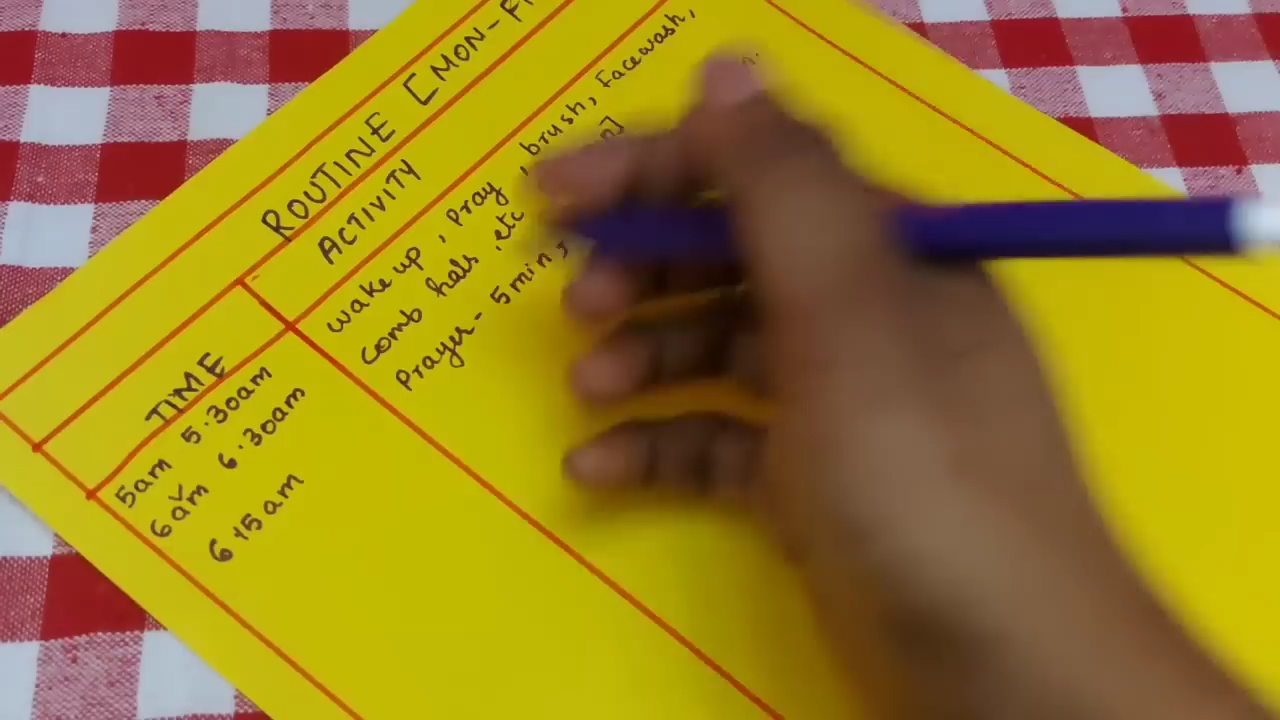 ROUTINE [MON-FR
TIME
ACTIVITY
5am 5.30am
wake up, Pray, brush, Facewash,
6am 6.30am
comb hair, etc
Prayer - 5min,
6.15am